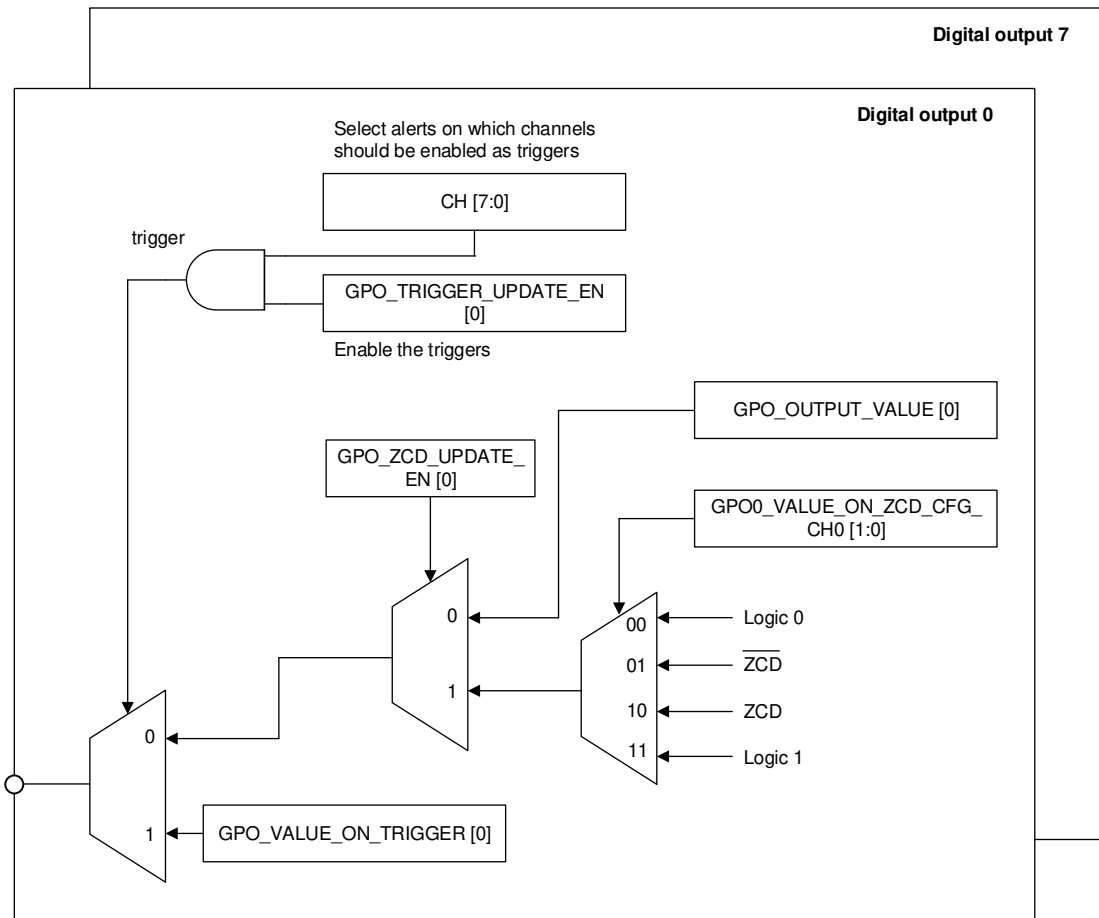 Digital output 7
Digital output 0
Select alerts on which channels
should be enabled as triggers
CH [7:0]
trigger
GPO_TRIGGER_UPDATE_EN
[0]
Enable the triggers
GPO_OUTPUT_VALUE [0]
GPO_ZCD_UPDATE_
EN [0]
GPO0_VALUE_ON_ZCD_CFG_
CH0 [1:0]
0
1
00
01
10
11
Logic 0
Z̅C̅D̅
ZCD
Logic 1
0
1
GPO_VALUE_ON_TRIGGER [0]